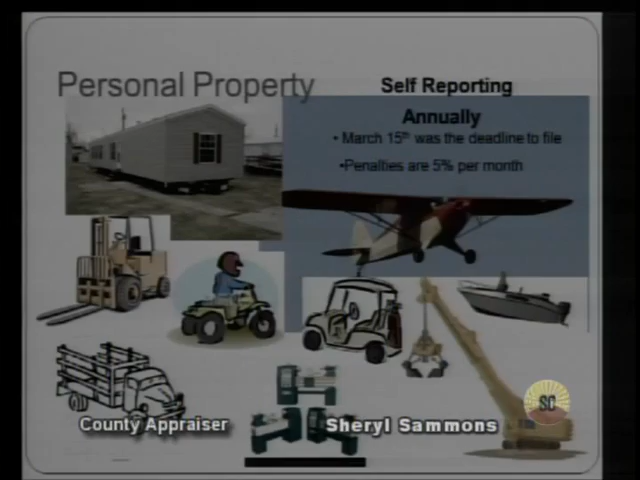 Personal Property
Self Reporting
Annually
• March 15th was the deadline to file
•Penalties are 5% per month
SC
County Appraiser
Sheryl Sammons